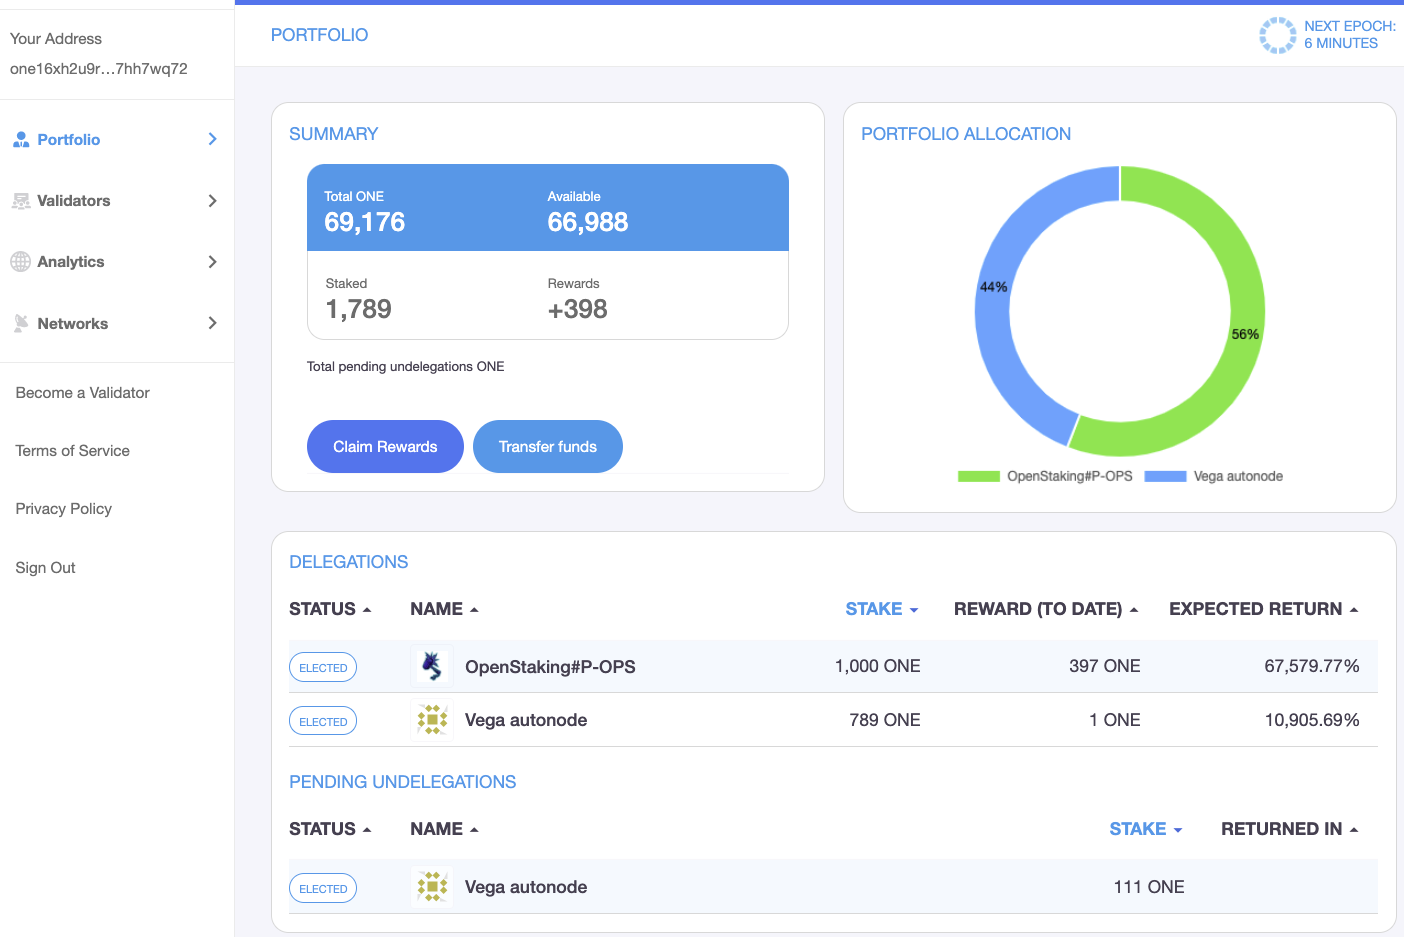 Your Address
one16xh2u9r...7hh7wq72
Portfolio
Validators
Analytics
Networks
Become a Validator
Terms of Service
Privacy Policy
Sign Out
PORTFOLIO
NEXT EPOCH:
6 MINUTES
SUMMARY
Total ONE Available
69,176 66,988
Staked Rewards
1,789 +398
Total pending undelegations ONE
Claim Rewards Transfer funds
PORTFOLIO ALLOCATION
44%
56%
OpenStaking#P-OPS Vega autonode
DELEGATIONS
STATUS NAME STAKE REWARD (TO DATE) EXPECTED RETURN
ELECTED OpenStaking#P-OPS 1,000 ONE 397 ONE 67,579.77%
ELECTED Vega autonode 789 ONE 1 ONE 10,905.69%
PENDING UNDELEGATIONS
STATUS NAME STAKE RETURNED IN
ELECTED Vega autonode 111 ONE